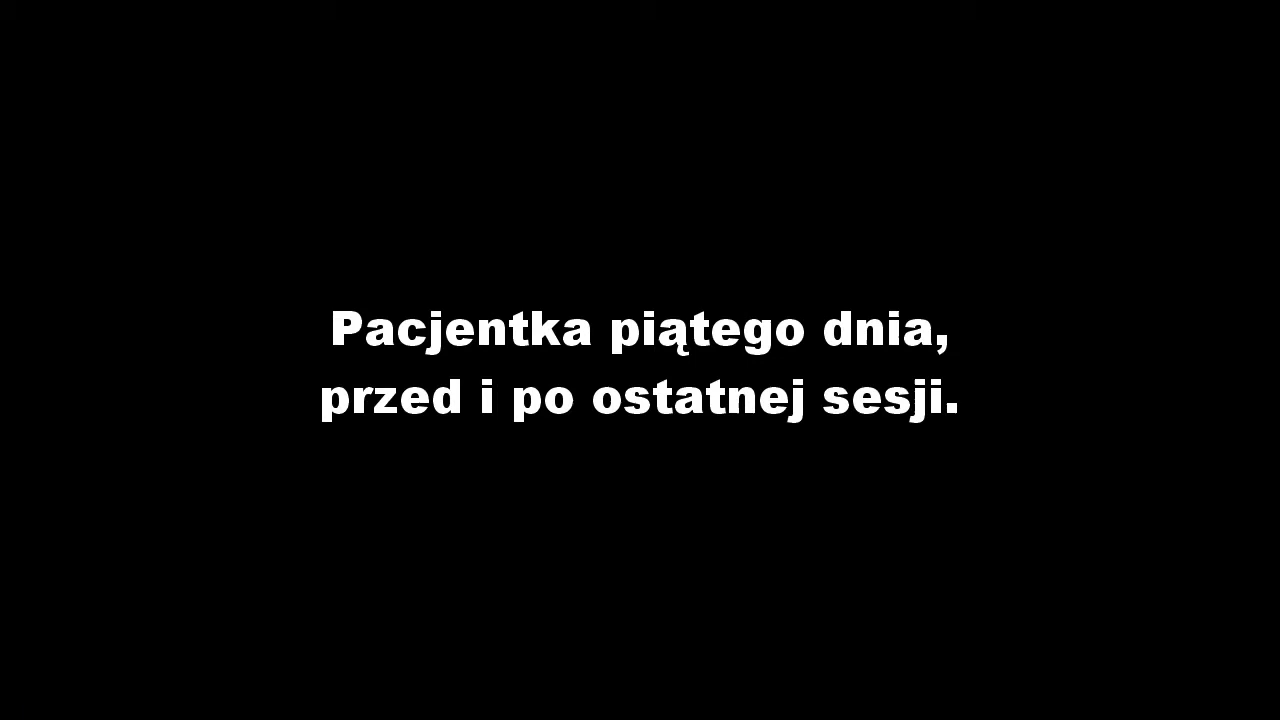 Pacjentka piątego dnia,
przed i po ostatnej sesji.